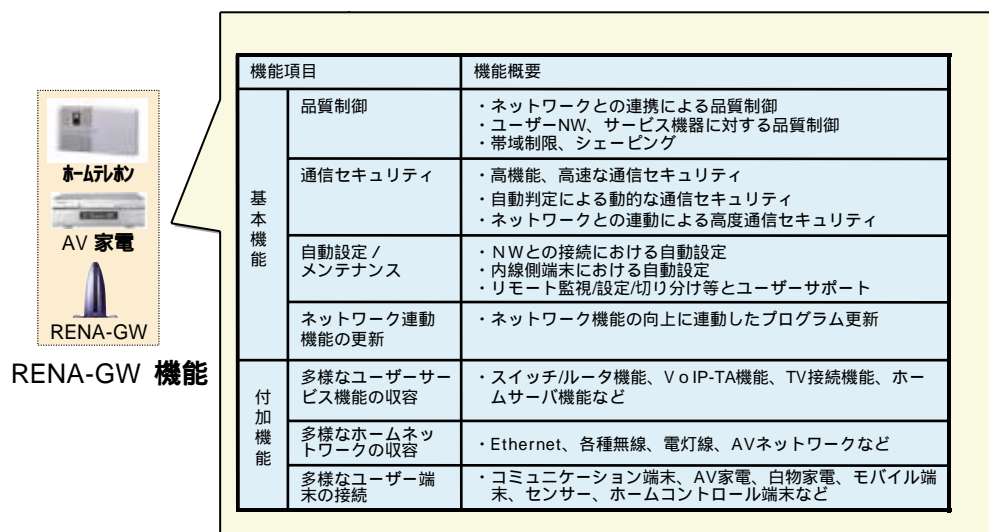 ホームテレホン
AV 家電
RENA-GW
RENA-GW 機能
機能項目
機能概要
基本機能
品質制御
・ネットワークとの連携による品質制御
・ユーザーNW、サービス機器に対する品質制御
・帯域制限、シェーピング
通信セキュリティ
・高機能、高速な通信セキュリティ
・自動判定による動的な通信セキュリティ
・ネットワークとの連動による高度通信セキュリティ
自動設定/
メンテナンス
・NWとの接続における自動設定
・内線側端末における自動設定
・リモート監視/設定/切り分け等とユーザーサポート
ネットワーク連動
機能の更新
・ネットワーク機能の向上に連動したプログラム更新
付加機能
多様なユーザーサー
ビス機能の収容
・スイッチ/ルータ機能、VoIP-TA機能、TV接続機能、ホー
ムサーバ機能など
多様なホームネッ
トワークの収容
・Ethernet、各種無線、電灯線、AVネットワークなど
多様なユーザー端
末の接続
・コミュニケーション端末、AV家電、白物家電、モバイル端
末、センサー、ホームコントロール端末など